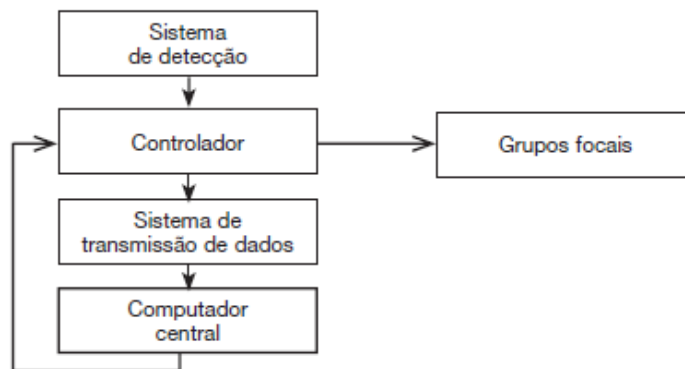 Sistema
de detecção
Controlador
Grupos focais
Sistema de
transmissão de dados
Computador
central